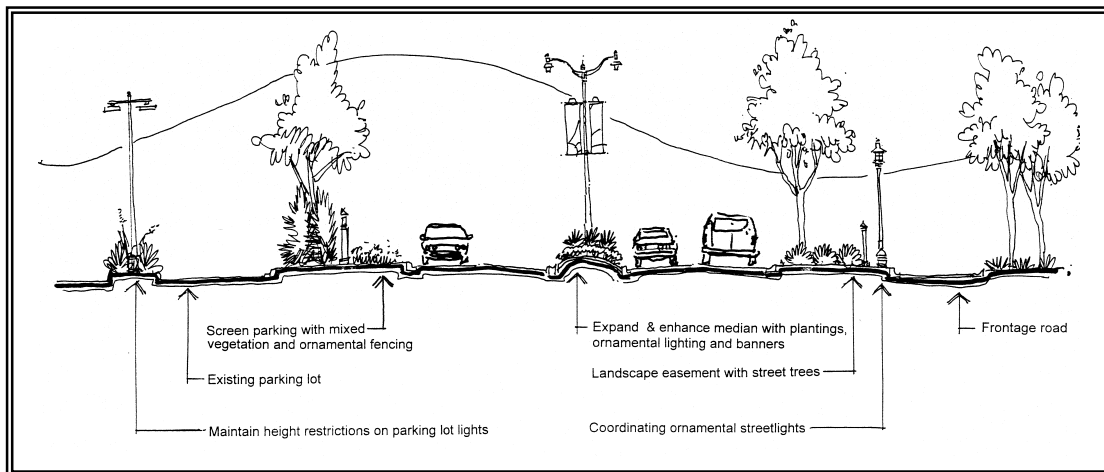 Screen parking with mixed
vegetation and ornamental fencing
Existing parking lot
Maintain height restrictions on parking lot lights
Expand & enhance median with plantings,
ornamental lighting and banners
Landscape easement with street trees
Coordinating ornamental streetlights
Frontage road